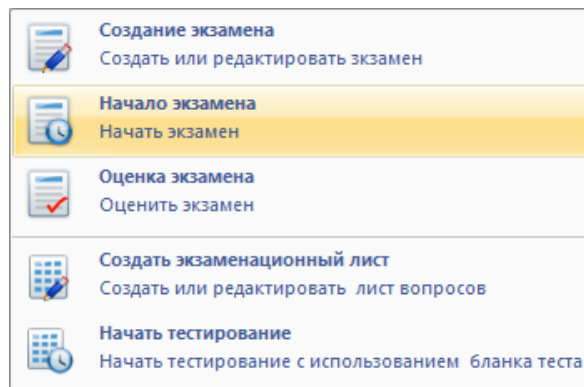 Создание экзамена
Создать или редактировать экзамен
Начало экзамена
Начать экзамен
Оценка экзамена
Оценить экзамен
Создать экзаменационный лист
Создать или редактировать лист вопросов
Начать тестирование
Начать тестирование с использованием бланка теста